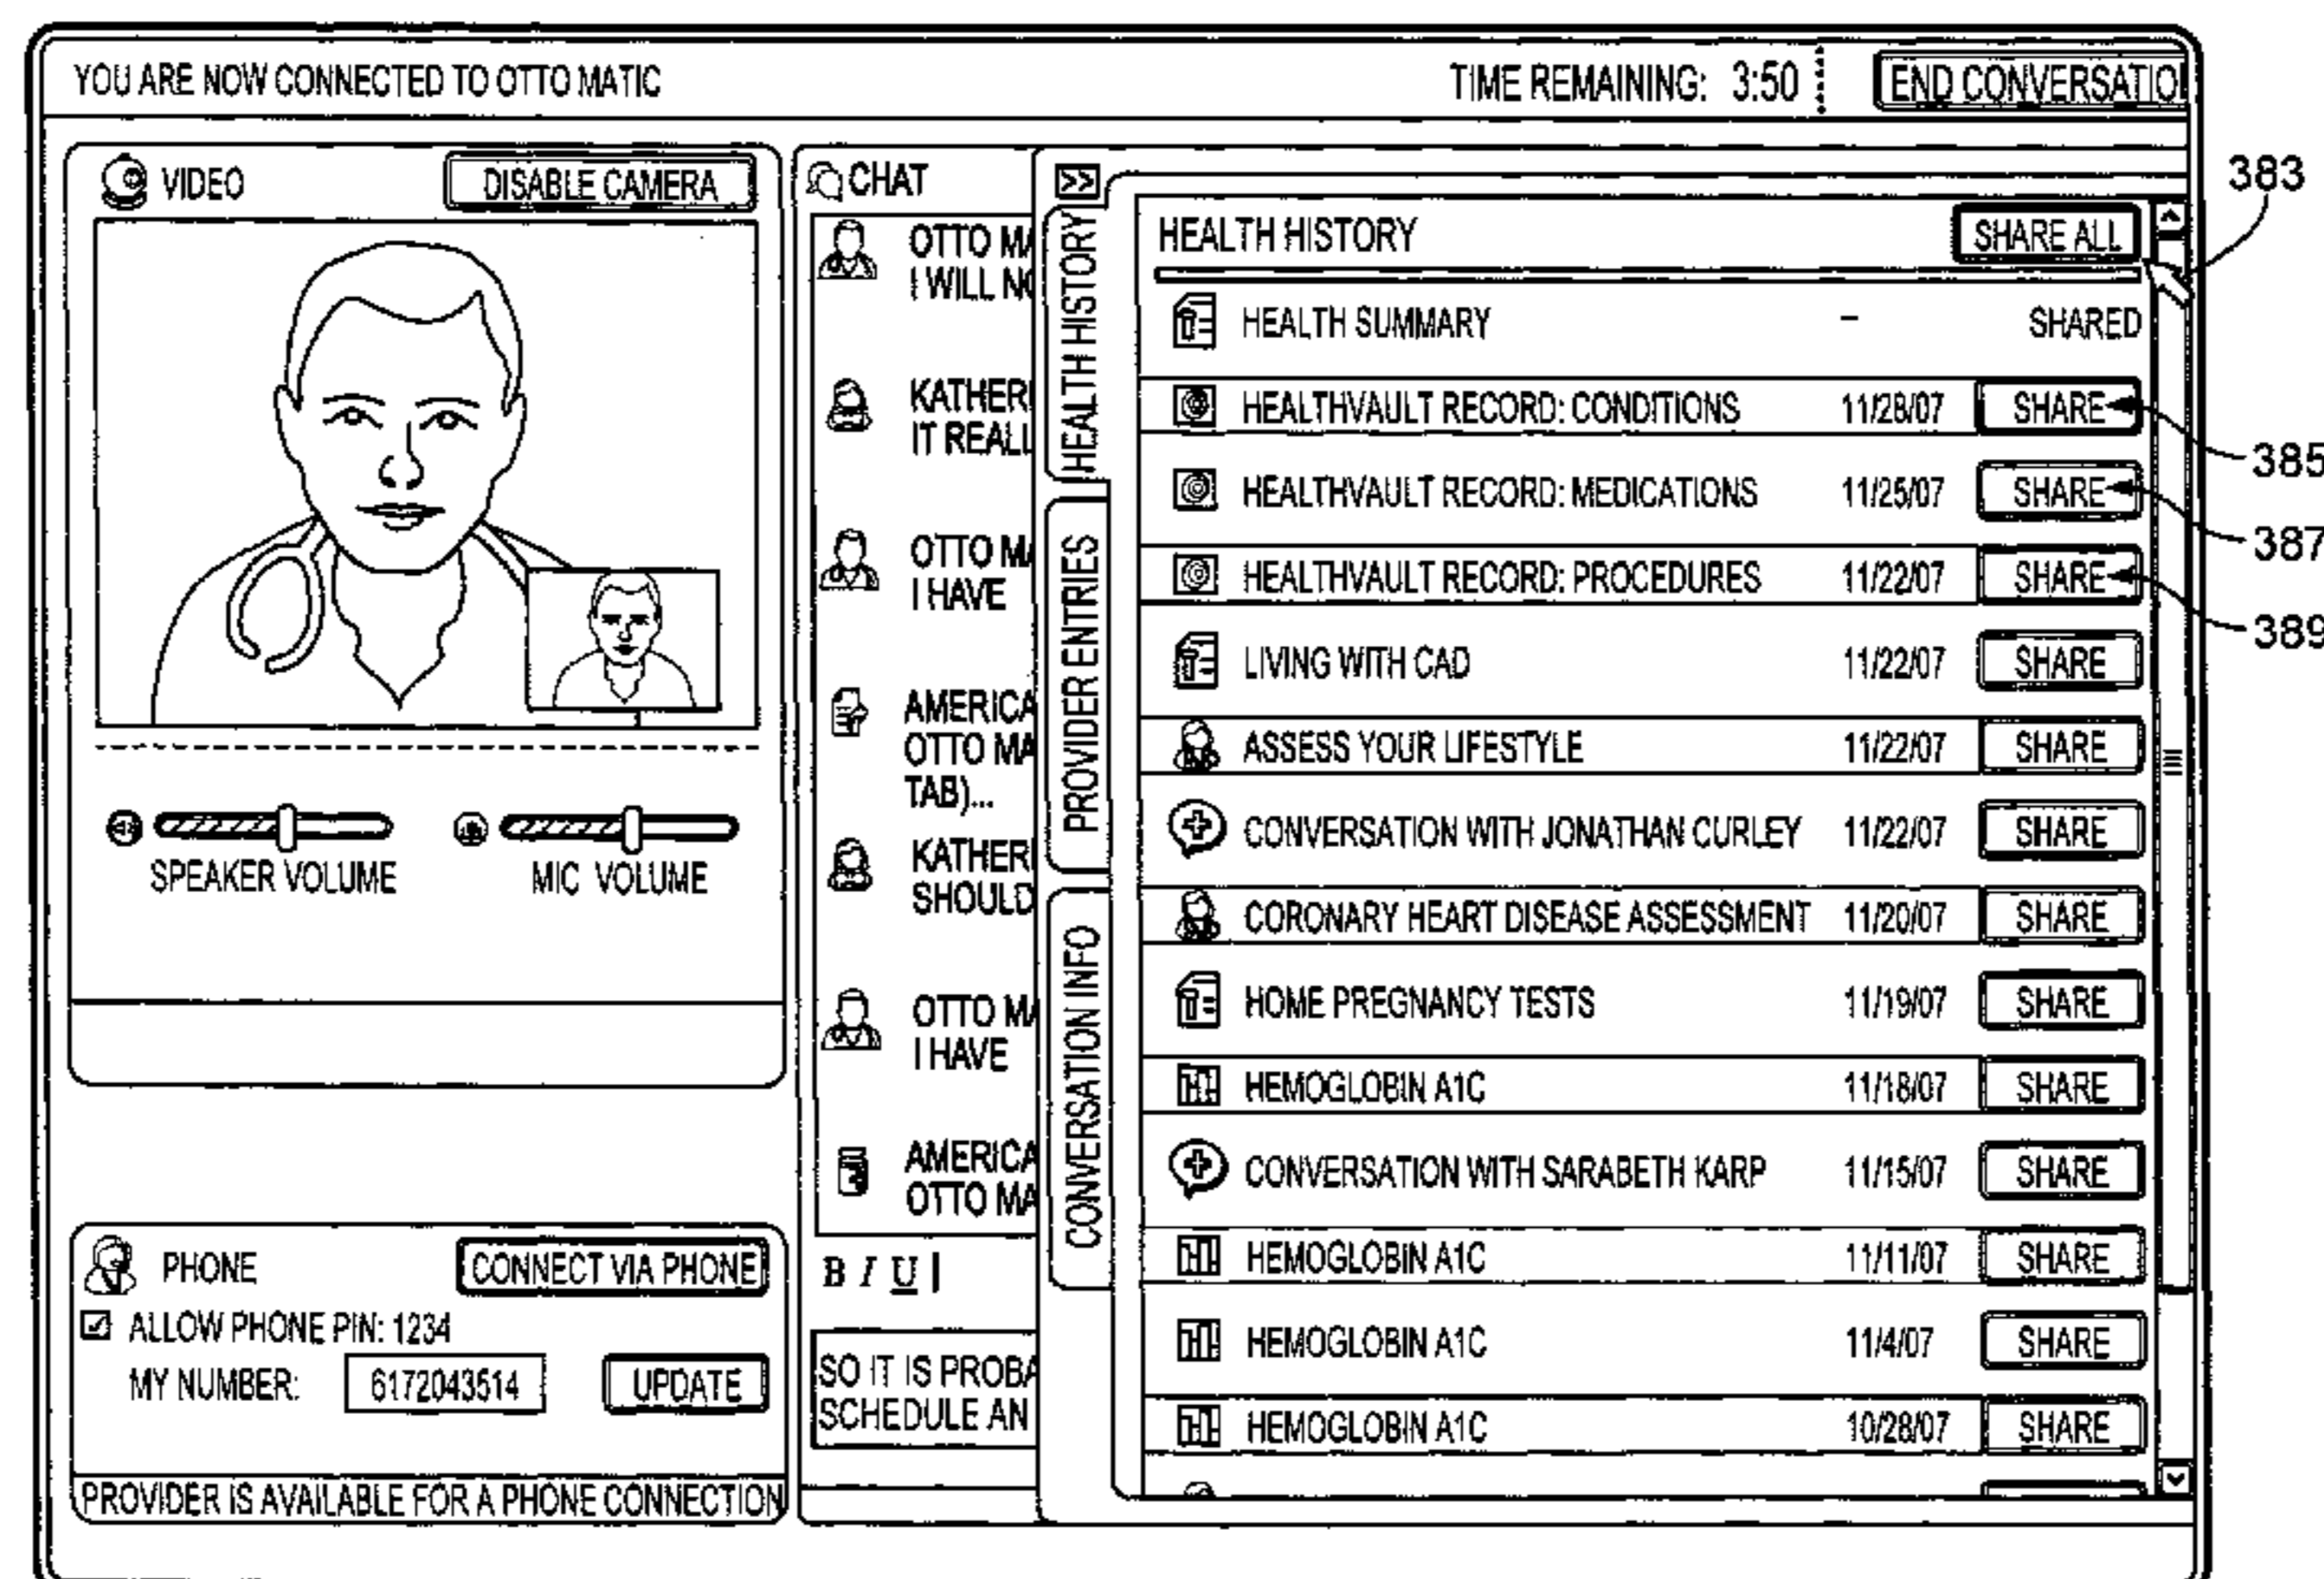 YOU ARE NOW CONNECTED TO OTTO MATIC
TIME REMAINING: 3:50
END CONVERSATIO
VIDEO
DISABLE CAMERA
SPEAKER VOLUME
MIC VOLUME
PHONE
CONNECT VIA PHONE
ALLOW PHONE PIN: 1234
MY NUMBER: 6172043514 UPDATE
PROVIDER IS AVAILABLE FOR A PHONE CONNECTION
CHAT
OTTO MA
I WILL NO
KATHERI
IT REALL
OTTO MA
I HAVE
AMERICA
OTTO MA
TAB)...
KATHERI
SHOULD
OTTO MA
I HAVE
AMERICA
OTTO MA
B I U
SO IT IS PROBA
SCHEDULE AN
>>
HEALTH HISTORY
PROVIDER ENTRIES
CONVERSATION INFO
HEALTH HISTORY SHARE ALL
HEALTH SUMMARY – SHARED
HEALTHVAULT RECORD: CONDITIONS 11/28/07 SHARE
HEALTHVAULT RECORD: MEDICATIONS 11/25/07 SHARE
HEALTHVAULT RECORD: PROCEDURES 11/22/07 SHARE
LIVING WITH CAD 11/22/07 SHARE
ASSESS YOUR LIFESTYLE 11/22/07 SHARE
CONVERSATION WITH JONATHAN CURLEY 11/22/07 SHARE
CORONARY HEART DISEASE ASSESSMENT 11/20/07 SHARE
HOME PREGNANCY TESTS 11/19/07 SHARE
HEMOGLOBIN A1C 11/18/07 SHARE
CONVERSATION WITH SARABETH KARP 11/15/07 SHARE
HEMOGLOBIN A1C 11/11/07 SHARE
HEMOGLOBIN A1C 11/4/07 SHARE
HEMOGLOBIN A1C 10/28/07 SHARE
383
385
387
389